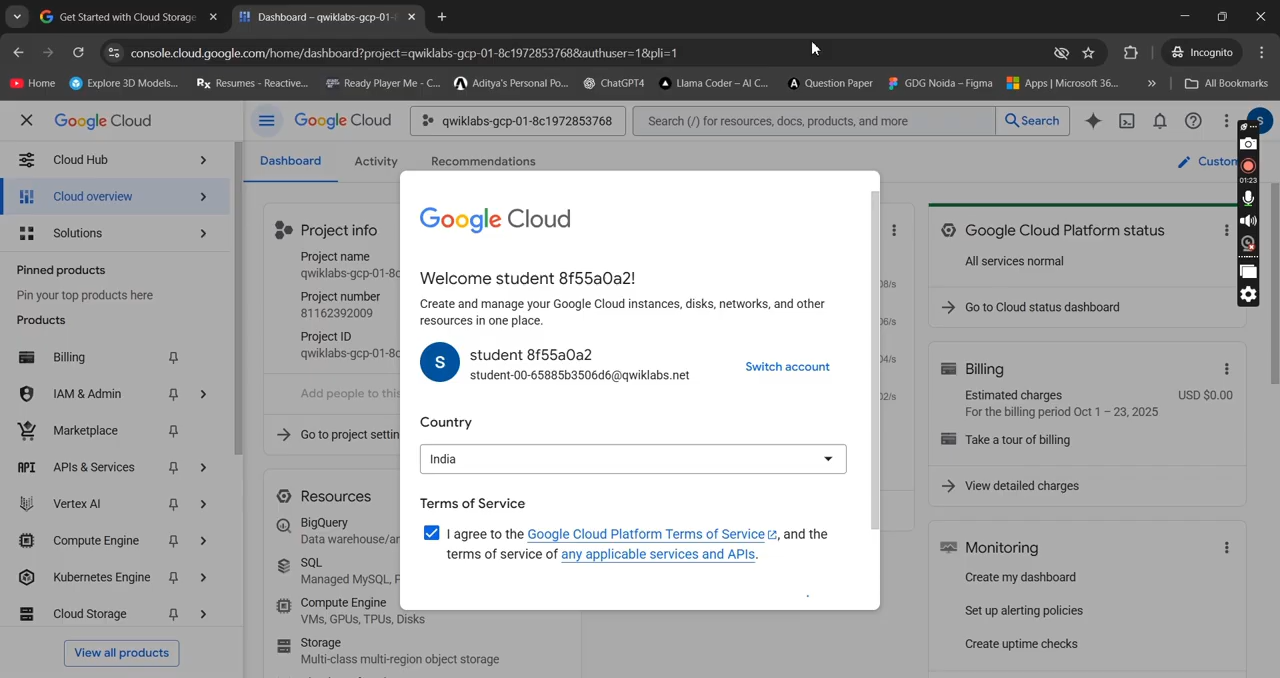 Get Started with Cloud Storage
Dashboard – qwiklabs-gcp-01-
console.cloud.google.com/home/dashboard?project=qwiklabs-gcp-01-8c1972853768&authuser=1&pli=1
Incognito
Home
Explore 3D Models...
Resumes - Reactive...
Ready Player Me - C...
Aditya's Personal Po...
ChatGPT4
Llama Coder – AI C...
Question Paper
GDG Noida – Figma
Apps | Microsoft 36...
All Bookmarks
Google Cloud
Google Cloud
qwiklabs-gcp-01-8c1972853768
Search (/) for resources, docs, products, and more
Search
S
Cloud Hub
Cloud overview
Solutions
Pinned products
Pin your top products here
Products
Billing
IAM & Admin
Marketplace
API APIs & Services
Vertex AI
Compute Engine
Kubernetes Engine
Cloud Storage
View all products
Dashboard
Activity
Recommendations
Custom
01:23
Project info
Project name
qwiklabs-gcp-01-8c
Project number
81162392009
Project ID
qwiklabs-gcp-01-8c
Add people to this
Go to project settin
Resources
BigQuery
Data warehouse/an
SQL
Managed MySQL, P
Compute Engine
VMs, GPUs, TPUs, Disks
Storage
Multi-class multi-region object storage
Google Cloud
Welcome student 8f55a0a2!
Create and manage your Google Cloud instances, disks, networks, and other
resources in one place.
S
student 8f55a0a2
student-00-65885b3506d6@qwiklabs.net
Switch account
Country
India
Terms of Service
I agree to the Google Cloud Platform Terms of Service, and the
terms of service of any applicable services and APIs.
08/s
06/s
04/s
02/s
Google Cloud Platform status
All services normal
Go to Cloud status dashboard
Billing
Estimated charges
USD $0.00
For the billing period Oct 1 – 23, 2025
Take a tour of billing
View detailed charges
Monitoring
Create my dashboard
Set up alerting policies
Create uptime checks